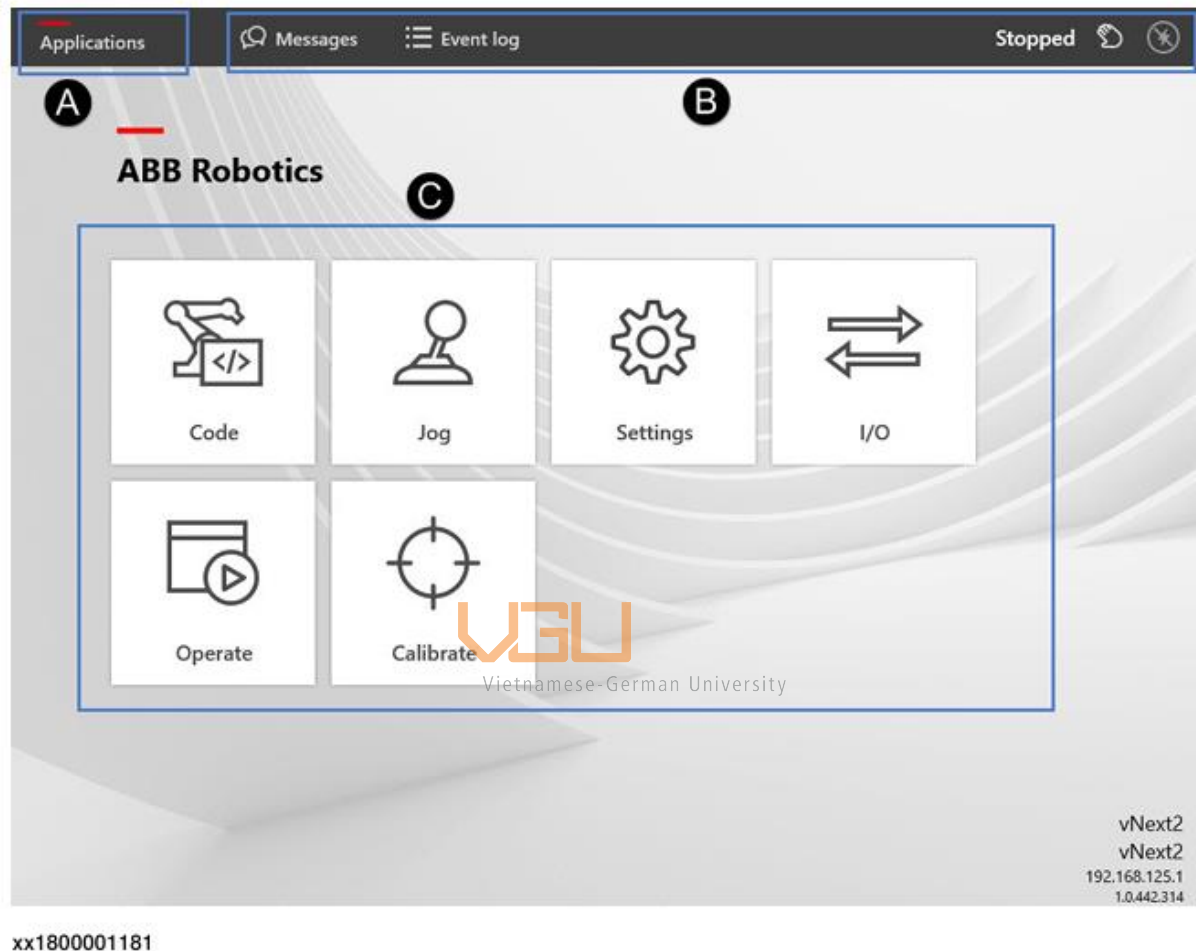 Applications
Messages
Event log
Stopped
A
B
ABB Robotics
C
</>
Code
Jog
Settings
I/O
Operate
Calibrate
VGU
Vietnamese-German University
vNext2
vNext2
192.168.125.1
1.0.442.314
xx1800001181